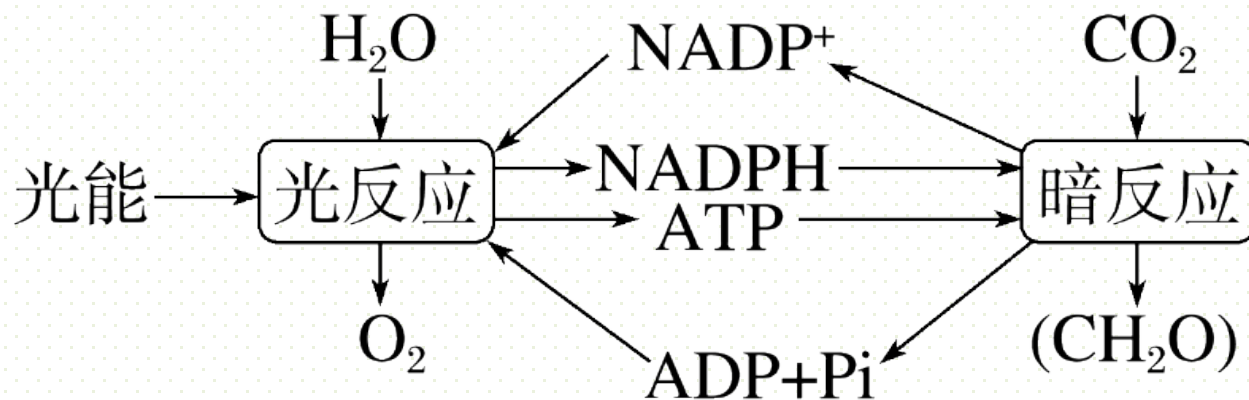 H₂O
NADP⁺
CO₂
光能
光反应
NADPH
ATP
暗反应
O₂
ADP+Pi
(CH₂O)